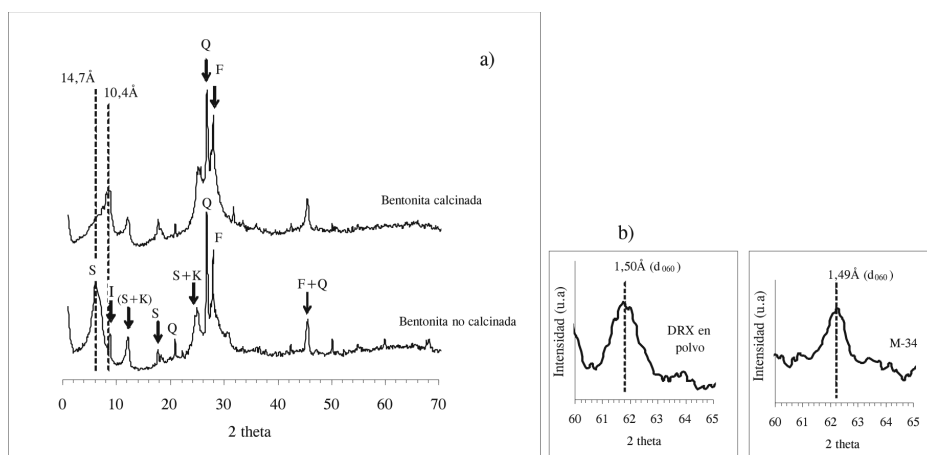 a)
Q
F
14,7Å
10,4Å
Bentonita calcinada
Q
F
S
I
(S+K)
S
Q
S+K
F+Q
Bentonita no calcinada
0 10 20 30 40 50 60 70
2 theta
b)
1,50Å (d060)
Intensidad (u.a)
DRX en
polvo
60 61 62 63 64 65
2 theta
1,49Å (d060)
Intensidad (u.a)
M-34
60 61 62 63 64 65
2 theta